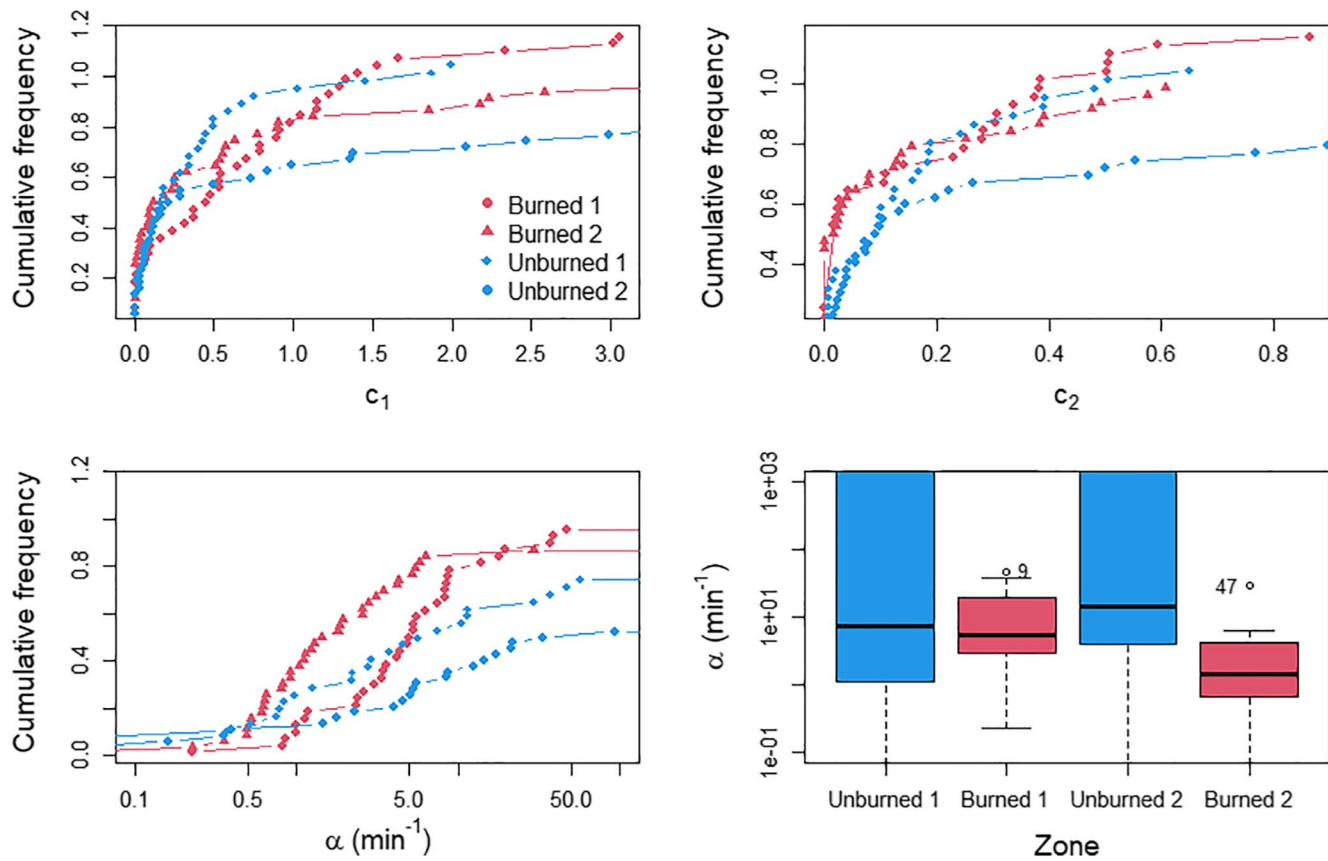 Cumulative frequency
0.2 0.4 0.6 0.8 1.0 1.2
0.0 0.5 1.0 1.5 2.0 2.5 3.0
c₁
Burned 1
Burned 2
Unburned 1
Unburned 2
Cumulative frequency
0.4 0.6 0.8 1.0
0.0 0.2 0.4 0.6 0.8
c₂
Cumulative frequency
0.0 0.4 0.8 1.2
0.1 0.5 5.0 50.0
α (min⁻¹)
α (min⁻¹)
1e-01 1e+01 1e+03
9
47
Unburned 1 Burned 1 Unburned 2 Burned 2
Zone